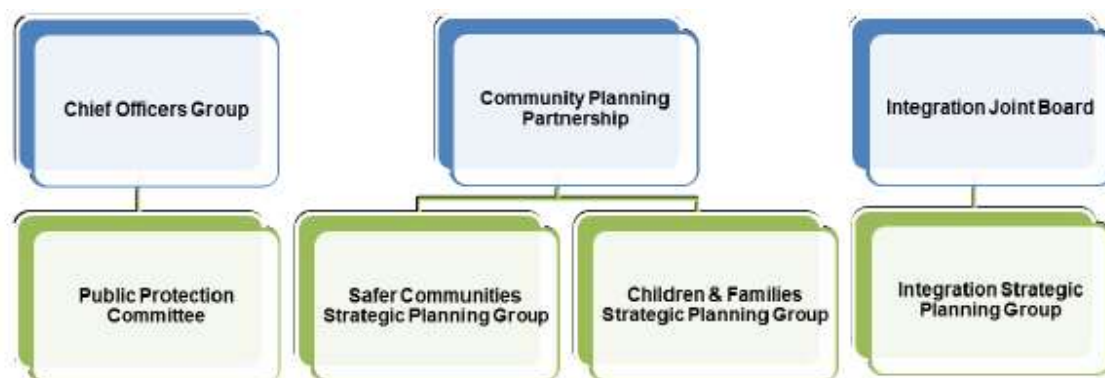 Chief Officers Group
Community Planning
Partnership
Integration Joint Board
Public Protection
Committee
Safer Communities
Strategic Planning Group
Children & Families
Strategic Planning Group
Integration Strategic
Planning Group